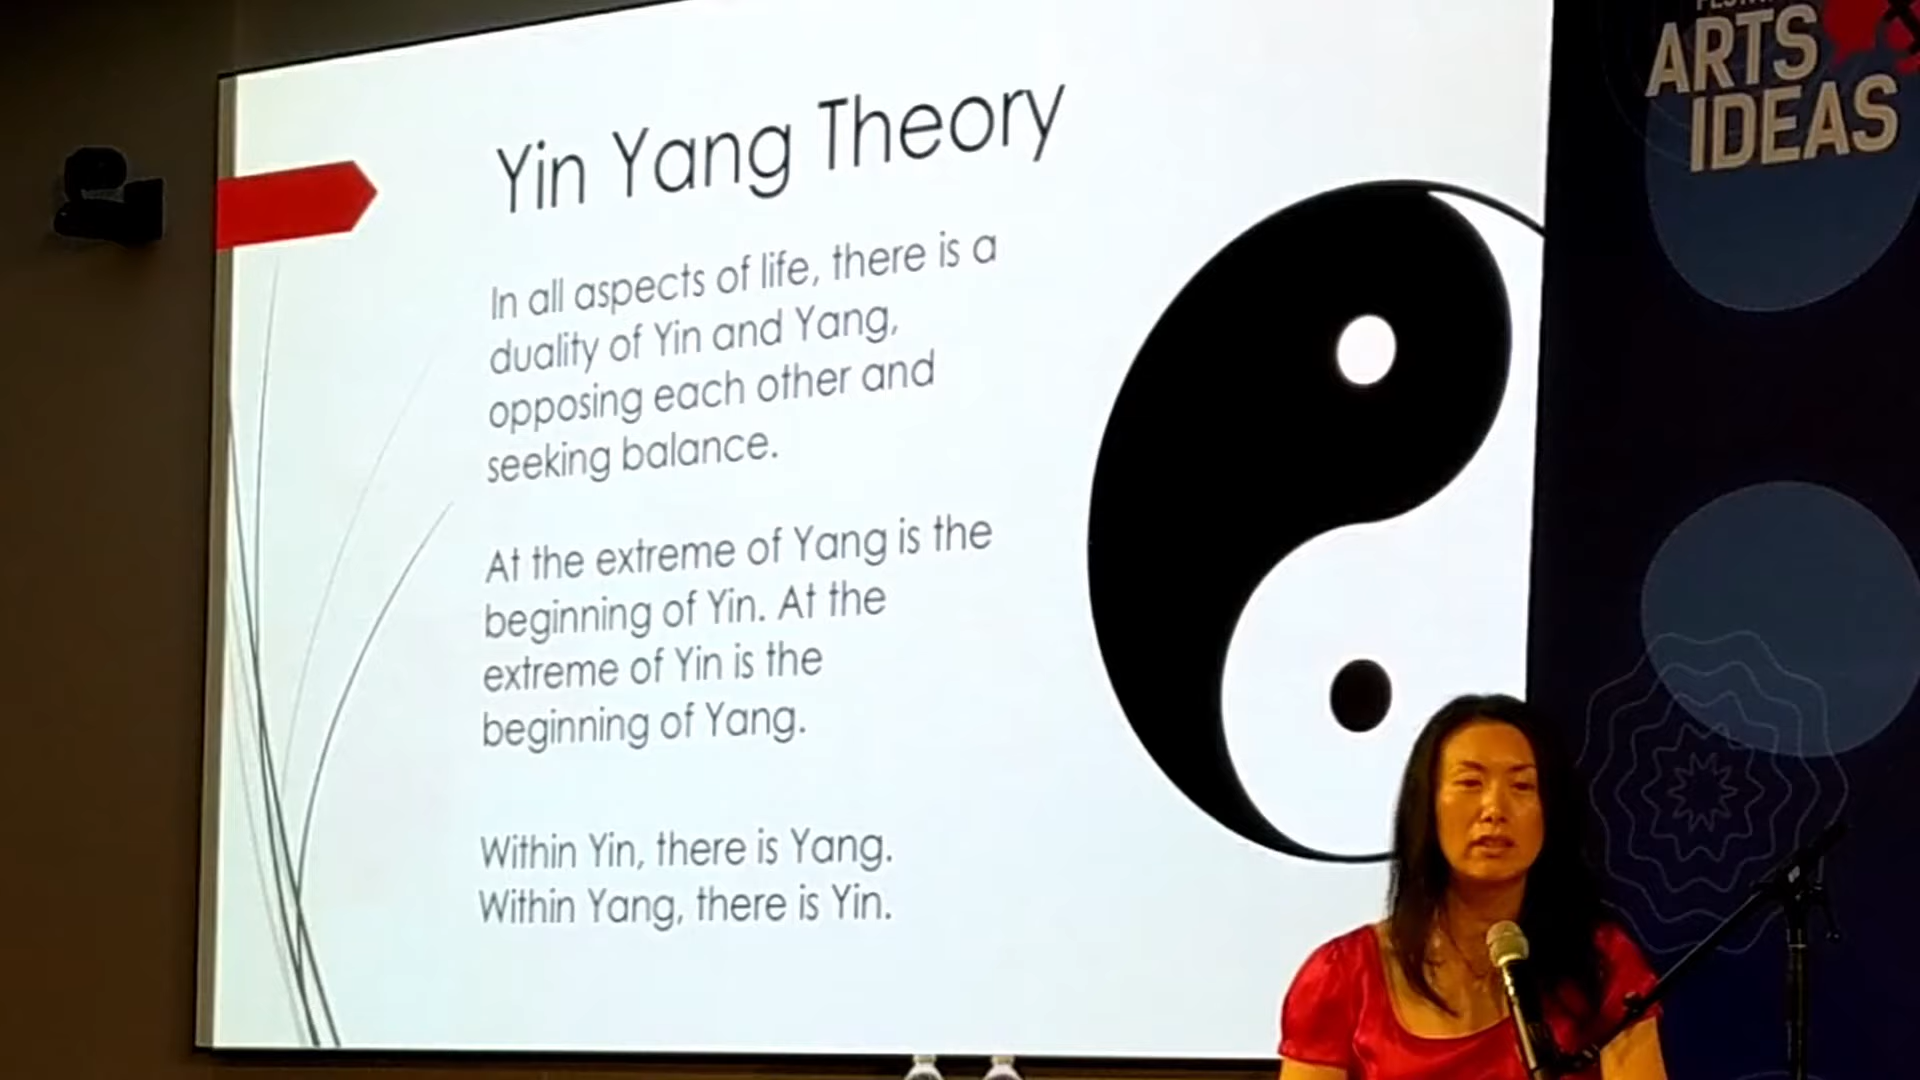 Yin Yang Theory
In all aspects of life, there is a
duality of Yin and Yang,
opposing each other and
seeking balance.
At the extreme of Yang is the
beginning of Yin. At the
extreme of Yin is the
beginning of Yang.
Within Yin, there is Yang.
Within Yang, there is Yin.
ARTS
IDEAS